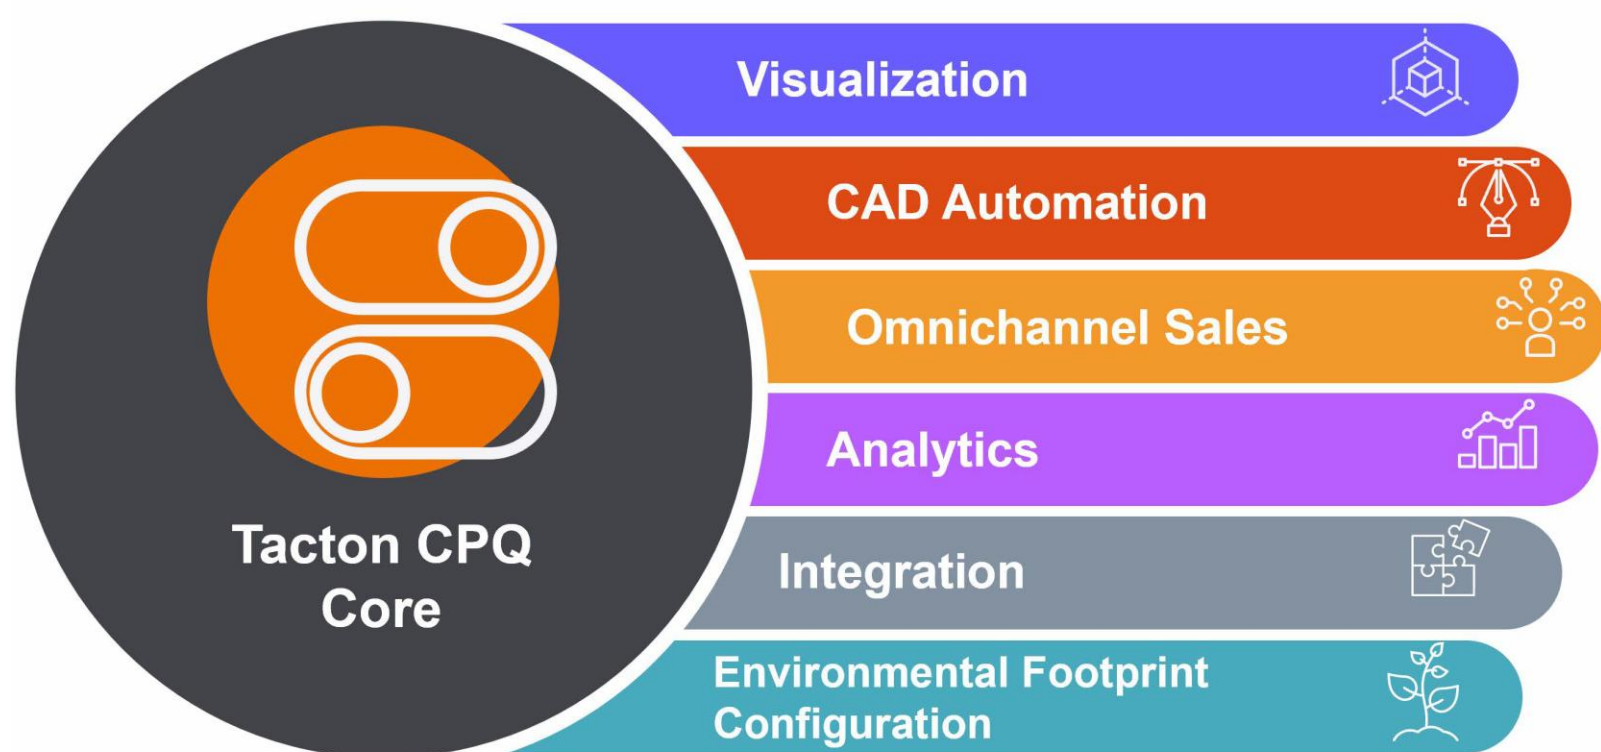 Tacton CPQ
Core
Visualization
CAD Automation
Omnichannel Sales
Analytics
Integration
Environmental Footprint
Configuration